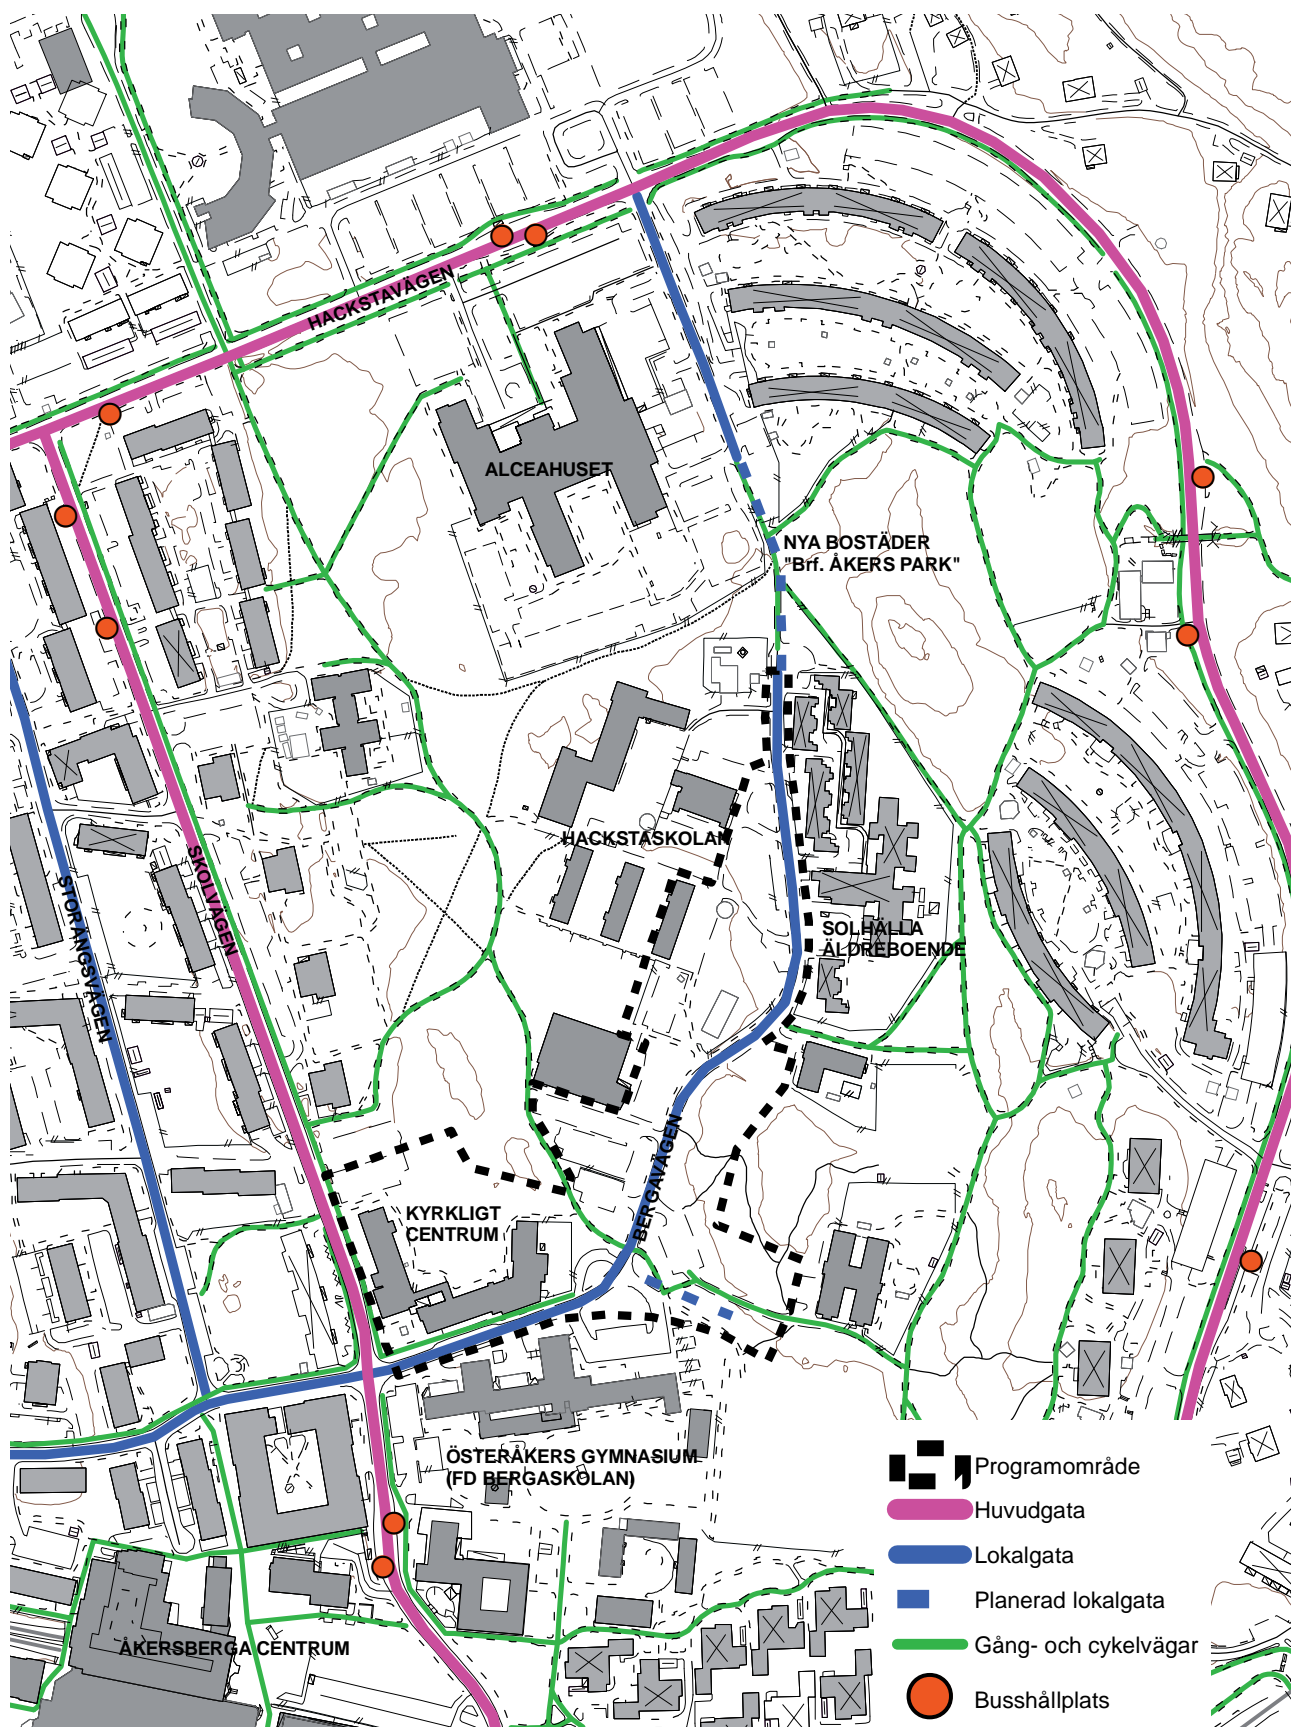 HACKSTAVÄGEN
ALCEAHUSET
NYA BOSTÄDER
"Brf. ÅKERS PARK"
HACKSTASKOLAN
SKOLVÄGEN
STORÄNGSVÄGEN
SOLHÄLLA
ÄLDREBOENDE
BERGAVÄGEN
KYRKLIGT
CENTRUM
ÖSTERÅKERS GYMNASIUM
(FD BERGASKOLAN)
ÅKERSBERGA CENTRUM
Programområde
Huvudgata
Lokalgata
Planerad lokalgata
Gång- och cykelvägar
Busshållplats